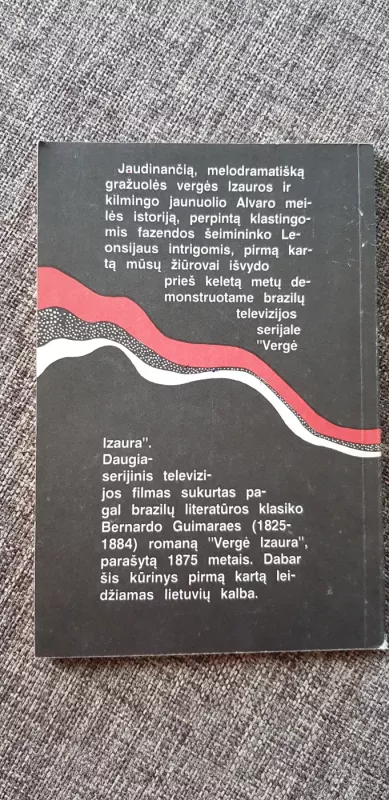 Jaudinančią, melodramatišką
gražuolės vergės Izauros ir
kilmingo jaunuolio Alvaro mei-
lės istoriją, perpintą klastingo-
mis fazendos šeimininko Le-
onsijaus intrigomis, pirmą kar-
tą mūsų žiūrovai išvydo
prieš keletą metų de-
monstruotame brazilų
televizijos
serijale
"Vergė
Izaura".
Daugia-
serijinis televizi-
jos filmas sukurtas pa-
gal brazilų literatūros klasiko
Bernardo Guimaraes (1825-
1884) romaną "Vergė Izaura",
parašytą 1875 metais. Dabar
šis kūrinys pirmą kartą lei-
džiamas lietuvių kalba.